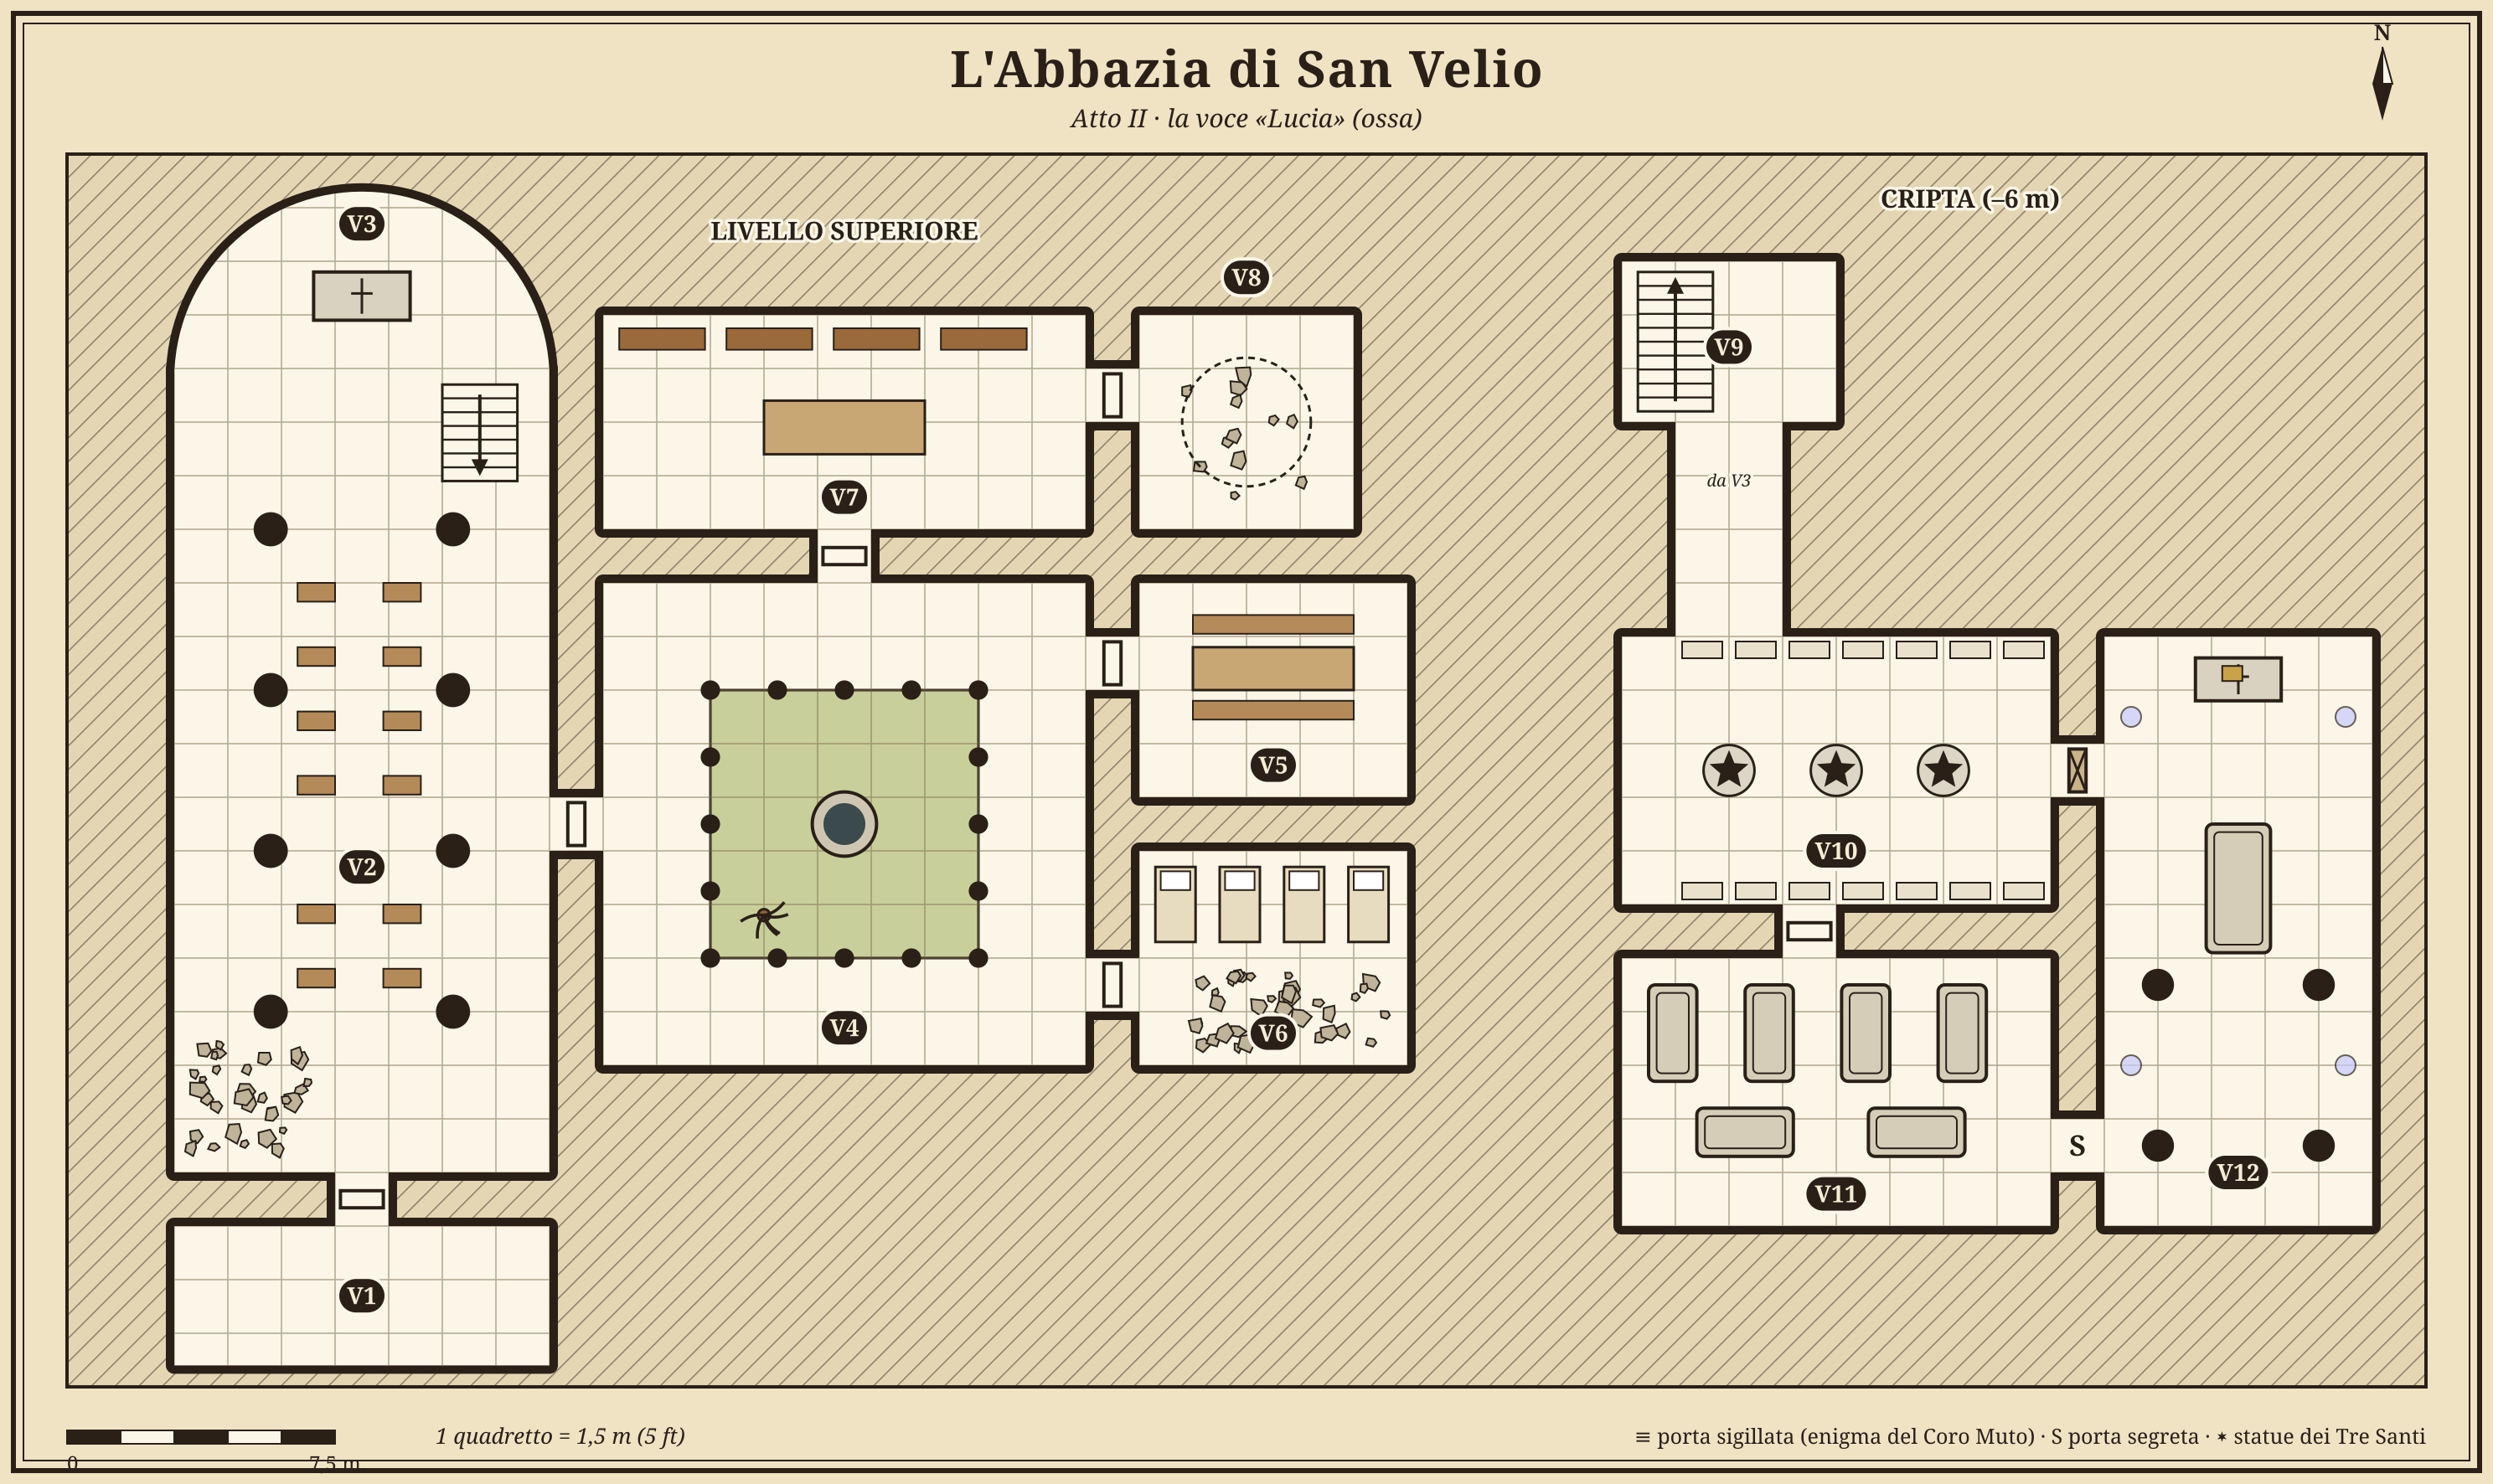 L'Abbazia di San Velio
Atto II · la voce «Lucia» (ossa)
N
CRIPTA (–6 m)
LIVELLO SUPERIORE
V3
V8
V9
da V3
V7
V5
V10
V2
V4
V6
S
V12
V11
V1
1 quadretto = 1,5 m (5 ft)
≡ porta sigillata (enigma del Coro Muto) · S porta segreta · ✶ statue dei Tre Santi
0 7,5 m